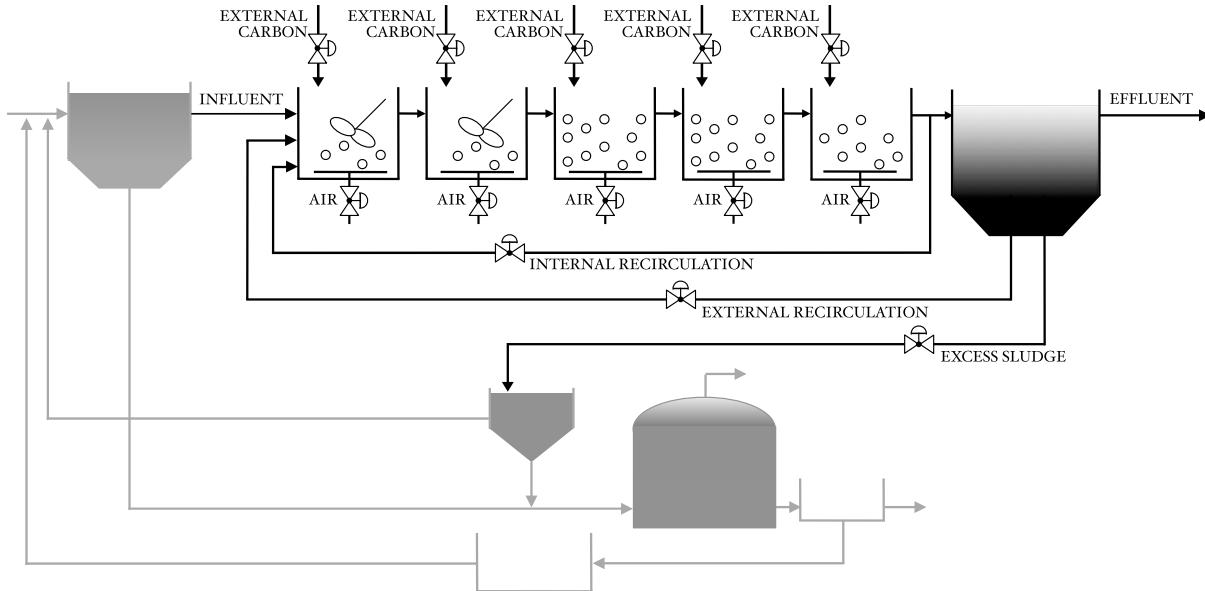 EXTERNAL
CARBON
EXTERNAL
CARBON
EXTERNAL
CARBON
EXTERNAL
CARBON
EXTERNAL
CARBON
INFLUENT
EFFLUENT
AIR
AIR
AIR
AIR
AIR
INTERNAL RECIRCULATION
EXTERNAL RECIRCULATION
EXCESS SLUDGE